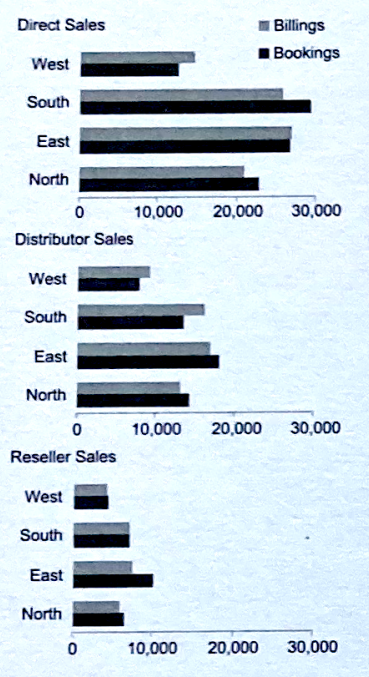 Direct Sales
Billings
Bookings
West
South
East
North
0 10,000 20,000 30,000
Distributor Sales
West
South
East
North
0 10,000 20,000 30,000
Reseller Sales
West
South
East
North
0 10,000 20,000 30,000